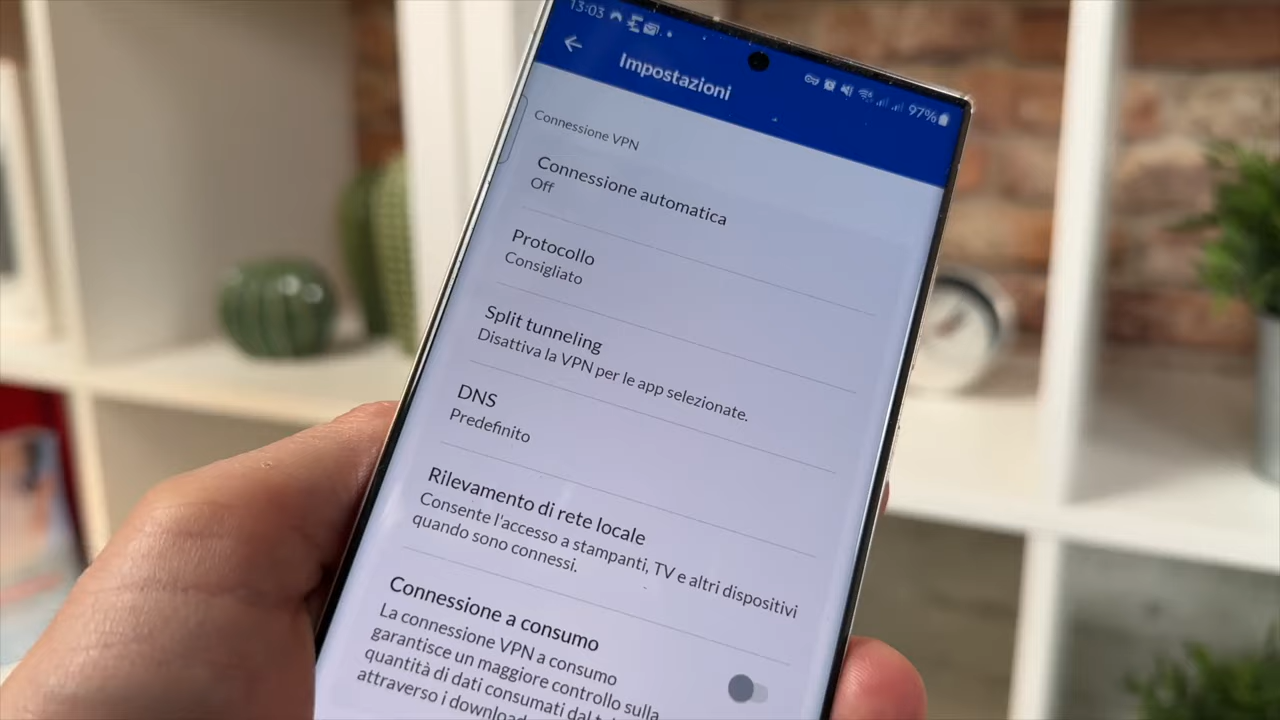 13:03
97%
Impostazioni
Connessione VPN
Connessione automatica
Off
Protocollo
Consigliato
Split tunneling
Disattiva la VPN per le app selezionate.
DNS
Predefinito
Rilevamento di rete locale
Consente l'accesso a stampanti, TV e altri dispositivi
quando sono connessi.
Connessione a consumo
La connessione VPN a consumo
garantisce un maggiore controllo sulla
quantità di dati consumati dal
attraverso i download